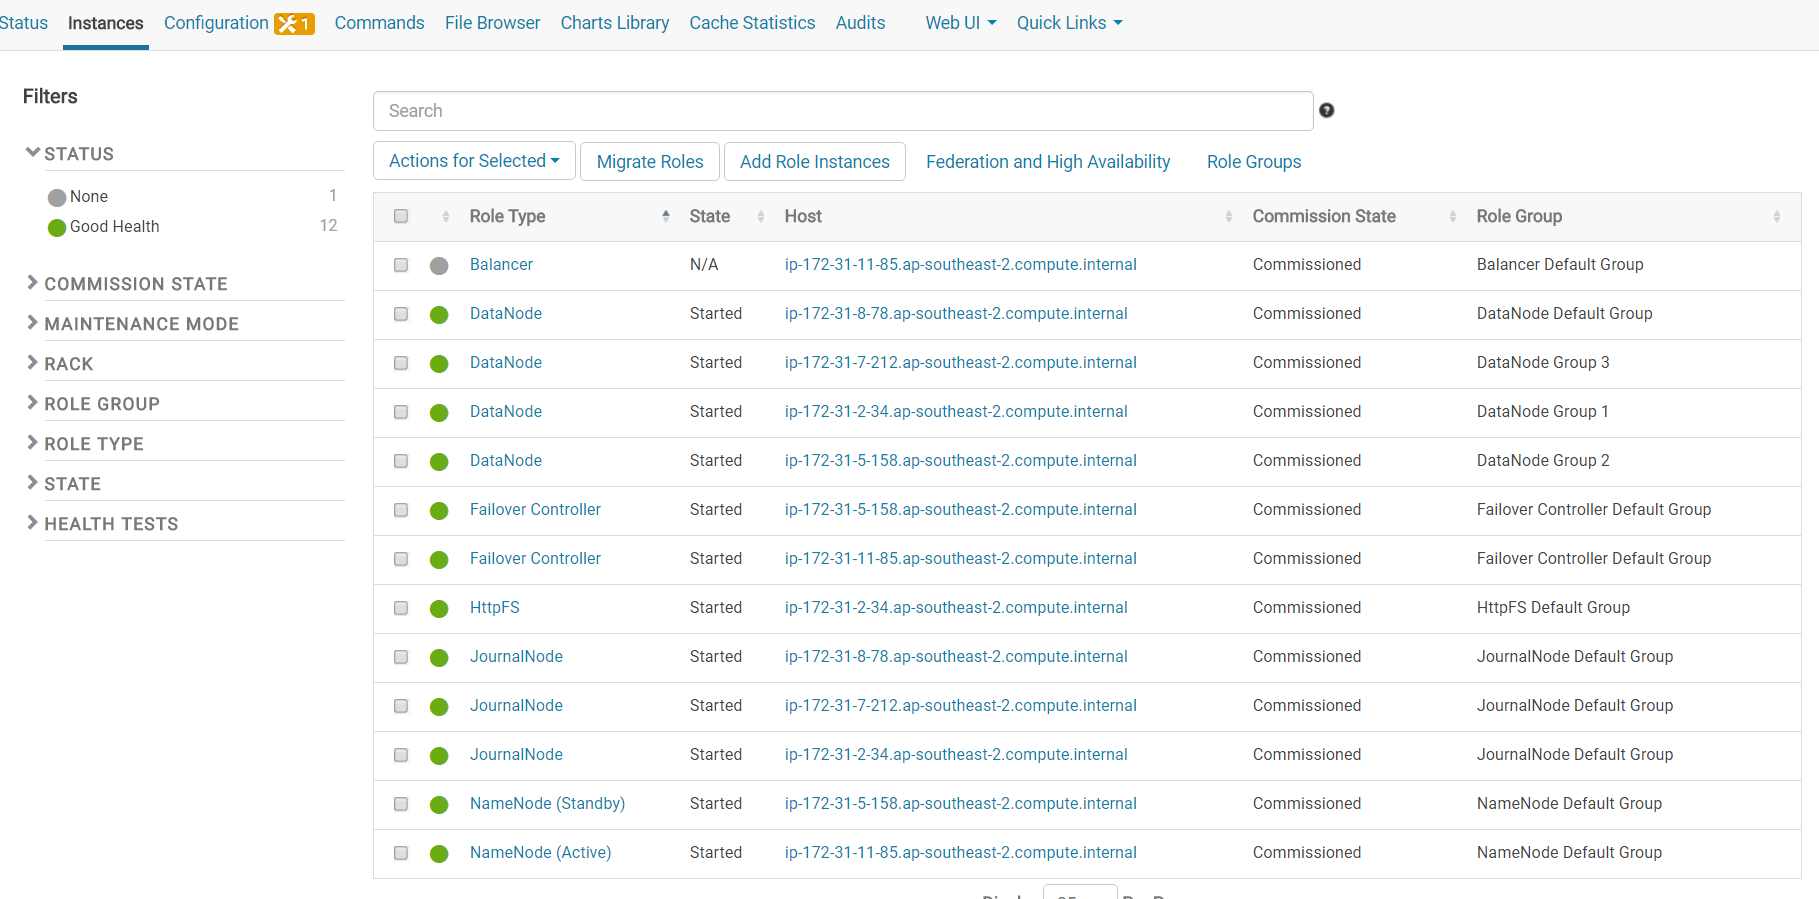 Status Instances Configuration 1 Commands File Browser Charts Library Cache Statistics Audits Web UI Quick Links
Filters
Search
?
STATUS
None 1
Good Health 12
COMMISSION STATE
MAINTENANCE MODE
RACK
ROLE GROUP
ROLE TYPE
STATE
HEALTH TESTS
Actions for Selected Migrate Roles Add Role Instances Federation and High Availability Role Groups
Role Type State Host Commission State Role Group
Balancer N/A ip-172-31-11-85.ap-southeast-2.compute.internal Commissioned Balancer Default Group
DataNode Started ip-172-31-8-78.ap-southeast-2.compute.internal Commissioned DataNode Default Group
DataNode Started ip-172-31-7-212.ap-southeast-2.compute.internal Commissioned DataNode Group 3
DataNode Started ip-172-31-2-34.ap-southeast-2.compute.internal Commissioned DataNode Group 1
DataNode Started ip-172-31-5-158.ap-southeast-2.compute.internal Commissioned DataNode Group 2
Failover Controller Started ip-172-31-5-158.ap-southeast-2.compute.internal Commissioned Failover Controller Default Group
Failover Controller Started ip-172-31-11-85.ap-southeast-2.compute.internal Commissioned Failover Controller Default Group
HttpFS Started ip-172-31-2-34.ap-southeast-2.compute.internal Commissioned HttpFS Default Group
JournalNode Started ip-172-31-8-78.ap-southeast-2.compute.internal Commissioned JournalNode Default Group
JournalNode Started ip-172-31-7-212.ap-southeast-2.compute.internal Commissioned JournalNode Default Group
JournalNode Started ip-172-31-2-34.ap-southeast-2.compute.internal Commissioned JournalNode Default Group
NameNode (Standby) Started ip-172-31-5-158.ap-southeast-2.compute.internal Commissioned NameNode Default Group
NameNode (Active) Started ip-172-31-11-85.ap-southeast-2.compute.internal Commissioned NameNode Default Group